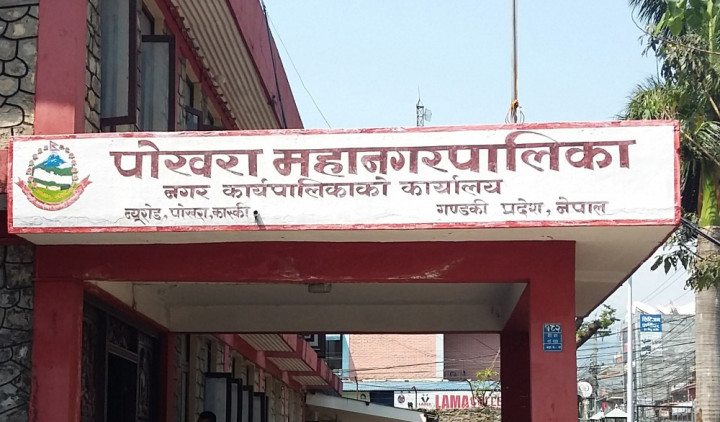 पोखरा महानगरपालिका
नगर कार्यपालिकाको कार्यालय
न्यूरोड, पोखरा, कास्की
गण्डकी प्रदेश, नेपाल
LAMA